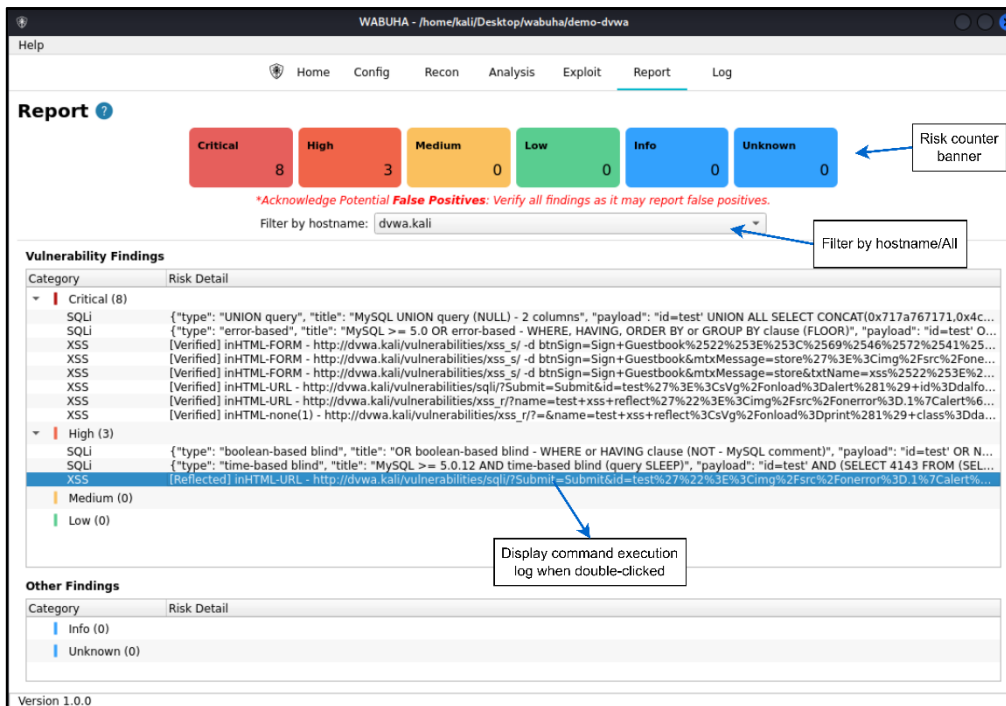 WABUHA - /home/kali/Desktop/wabuha/demo-dvwa
Help
Home Config Recon Analysis Exploit Report Log
Report ?
Critical High Medium Low Info Unknown
8 3 0 0 0 0
Risk counter
banner
*Acknowledge Potential False Positives: Verify all findings as it may report false positives.
Filter by hostname: dvwa.kali
Filter by hostname/All
Vulnerability Findings
Category Risk Detail
Critical (8)
SQLi {"type": "UNION query", "title": "MySQL UNION query (NULL) - 2 columns", "payload": "id=test' UNION ALL SELECT CONCAT(0x717a767171,0x4c...
SQLi {"type": "error-based", "title": "MySQL >= 5.0 OR error-based - WHERE, HAVING, ORDER BY or GROUP BY clause (FLOOR)", "payload": "id=test' O...
XSS [Verified] inHTML-FORM - http://dvwa.kali/vulnerabilities/xss_s/ -d btnSign=Sign+Guestbook%2522%253E%253C%2569%2546%2572%2541%25...
XSS [Verified] inHTML-FORM - http://dvwa.kali/vulnerabilities/xss_s/ -d btnSign=Sign+Guestbook&mtxMessage=store%27%3E%3Cimg%2Fsrc%2Fone...
XSS [Verified] inHTML-FORM - http://dvwa.kali/vulnerabilities/xss_s/ -d btnSign=Sign+Guestbook&mtxMessage=store&txtName=xss%2522%253E%2...
XSS [Verified] inHTML-URL - http://dvwa.kali/vulnerabilities/sqli/?Submit=Submit&id=test%27%3E%3CsVg%2Fonload%3Dalert%281%29+id%3Ddalfo...
XSS [Verified] inHTML-URL - http://dvwa.kali/vulnerabilities/xss_r/?name=test+xss+reflect%27%22%3E%3Cimg%2Fsrc%2Fonerror%3D.1%7Calert%6...
XSS [Verified] inHTML-none(1) - http://dvwa.kali/vulnerabilities/xss_r/?=&name=test+xss+reflect%3CsVg%2Fonload%3Dprint%281%29+class%3Dda...
High (3)
SQLi {"type": "boolean-based blind", "title": "OR boolean-based blind - WHERE or HAVING clause (NOT - MySQL comment)", "payload": "id=test' OR N...
SQLi {"type": "time-based blind", "title": "MySQL >= 5.0.12 AND time-based blind (query SLEEP)", "payload": "id=test' AND (SELECT 4143 FROM (SEL...
XSS [Reflected] inHTML-URL - http://dvwa.kali/vulnerabilities/sqli/?Submit=Submit&id=test%27%22%3E%3Cimg%2Fsrc%2Fonerror%3D.1%7Calert%...
Medium (0)
Low (0)
Display command execution
log when double-clicked
Other Findings
Category Risk Detail
Info (0)
Unknown (0)
Version 1.0.0